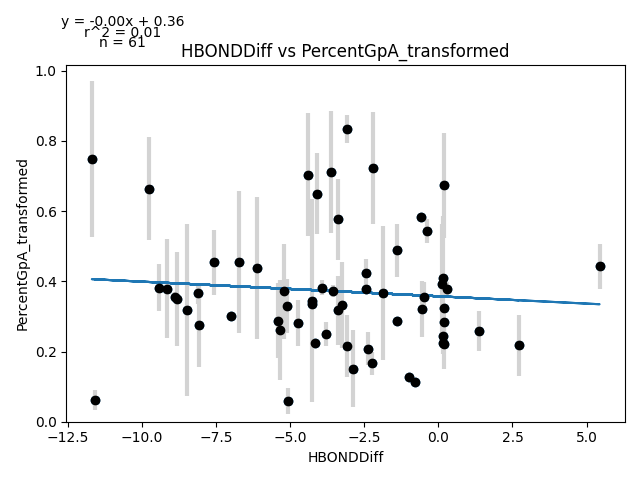 y = -0.00x + 0.36
r^2 = 0.01
n = 61
HBONDDiff vs PercentGpA_transformed
1.0
0.8
0.6
0.4
0.2
0.0
PercentGpA_transformed
−12.5 −10.0 −7.5 −5.0 −2.5 0.0 2.5 5.0
HBONDDiff